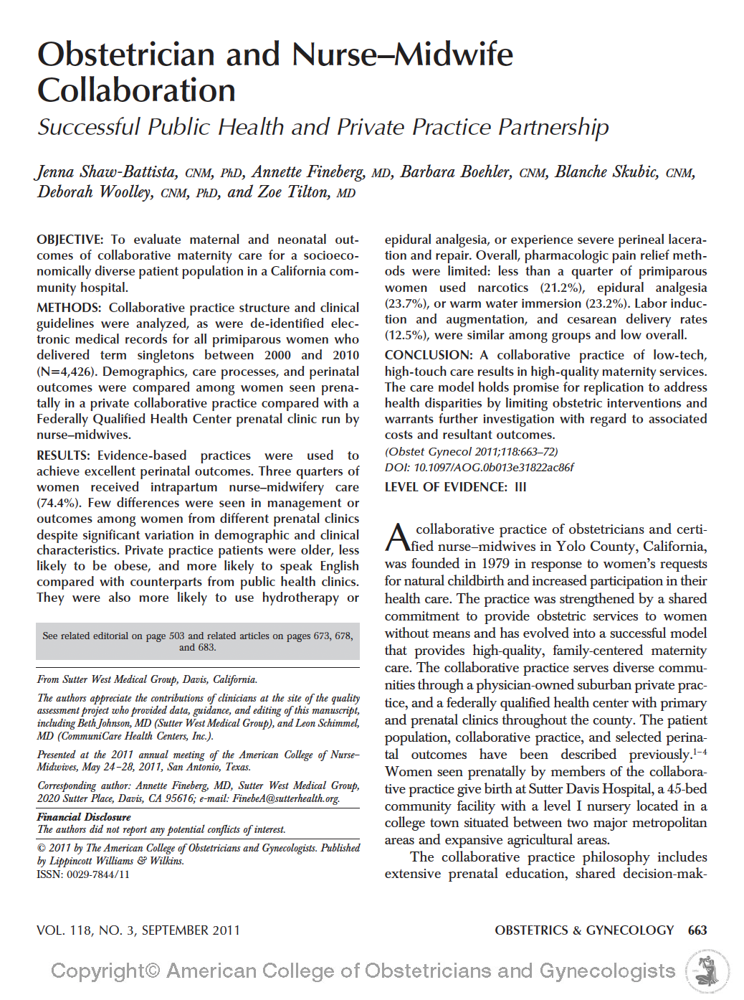 Obstetrician and Nurse–Midwife
Collaboration
Successful Public Health and Private Practice Partnership
Jenna Shaw-Battista, CNM, PhD, Annette Fineberg, MD, Barbara Boehler, CNM, Blanche Skubic, CNM,
Deborah Woolley, CNM, PhD, and Zoe Tilton, MD
OBJECTIVE: To evaluate maternal and neonatal out-
comes of collaborative maternity care for a socioeco-
nomically diverse patient population in a California com-
munity hospital.
METHODS: Collaborative practice structure and clinical
guidelines were analyzed, as were de-identified elec-
tronic medical records for all primiparous women who
delivered term singletons between 2000 and 2010
(N=4,426). Demographics, care processes, and perinatal
outcomes were compared among women seen prena-
tally in a private collaborative practice compared with a
Federally Qualified Health Center prenatal clinic run by
nurse–midwives.
RESULTS: Evidence-based practices were used to
achieve excellent perinatal outcomes. Three quarters of
women received intrapartum nurse–midwifery care
(74.4%). Few differences were seen in management or
outcomes among women from different prenatal clinics
despite significant variation in demographic and clinical
characteristics. Private practice patients were older, less
likely to be obese, and more likely to speak English
compared with counterparts from public health clinics.
They were also more likely to use hydrotherapy or
See related editorial on page 503 and related articles on pages 673, 678,
and 683.
From Sutter West Medical Group, Davis, California.
The authors appreciate the contributions of clinicians at the site of the quality
assessment project who provided data, guidance, and editing of this manuscript,
including Beth Johnson, MD (Sutter West Medical Group), and Leon Schimmel,
MD (CommuniCare Health Centers, Inc.).
Presented at the 2011 annual meeting of the American College of Nurse–
Midwives, May 24–28, 2011, San Antonio, Texas.
Corresponding author: Annette Fineberg, MD, Sutter West Medical Group,
2020 Sutter Place, Davis, CA 95616; e-mail: FinebeA@sutterhealth.org.
Financial Disclosure
The authors did not report any potential conflicts of interest.
© 2011 by The American College of Obstetricians and Gynecologists. Published
by Lippincott Williams & Wilkins.
ISSN: 0029-7844/11
epidural analgesia, or experience severe perineal lacera-
tion and repair. Overall, pharmacologic pain relief meth-
ods were limited: less than a quarter of primiparous
women used narcotics (21.2%), epidural analgesia
(23.7%), or warm water immersion (23.2%). Labor induc-
tion and augmentation, and cesarean delivery rates
(12.5%), were similar among groups and low overall.
CONCLUSION: A collaborative practice of low-tech,
high-touch care results in high-quality maternity services.
The care model holds promise for replication to address
health disparities by limiting obstetric interventions and
warrants further investigation with regard to associated
costs and resultant outcomes.
(Obstet Gynecol 2011;118:663–72)
DOI: 10.1097/AOG.0b013e31822ac86f
LEVEL OF EVIDENCE: III
A collaborative practice of obstetricians and certi-
fied nurse–midwives in Yolo County, California,
was founded in 1979 in response to women's requests
for natural childbirth and increased participation in their
health care. The practice was strengthened by a shared
commitment to provide obstetric services to women
without means and has evolved into a successful model
that provides high-quality, family-centered maternity
care. The collaborative practice serves diverse commu-
nities through a physician-owned suburban private prac-
tice, and a federally qualified health center with primary
and prenatal clinics throughout the county. The patient
population, collaborative practice, and selected perina-
tal outcomes have been described previously.1–4
Women seen prenatally by members of the collabora-
tive practice give birth at Sutter Davis Hospital, a 45-bed
community facility with a level I nursery located in a
college town situated between two major metropolitan
areas and expansive agricultural areas.
The collaborative practice philosophy includes
extensive prenatal education, shared decision-mak-
VOL. 118, NO. 3, SEPTEMBER 2011
OBSTETRICS & GYNECOLOGY 663
Copyright© American College of Obstetricians and Gynecologists